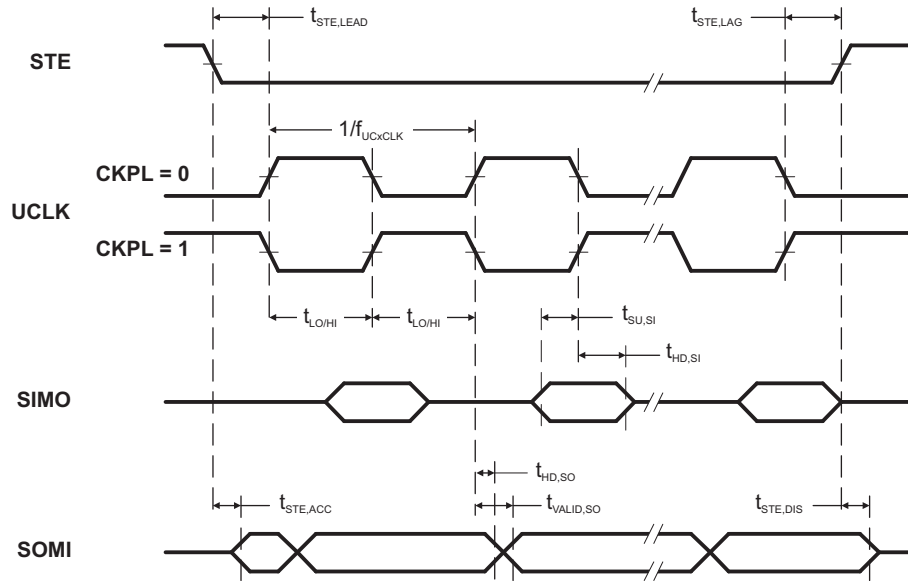 tSTE,LEAD
tSTE,LAG
STE
1/fUCxCLK
CKPL = 0
UCLK
CKPL = 1
tLO/HI tLO/HI
tSU,SI
tHD,SI
SIMO
tHD,SO
tSTE,ACC tVALID,SO tSTE,DIS
SOMI